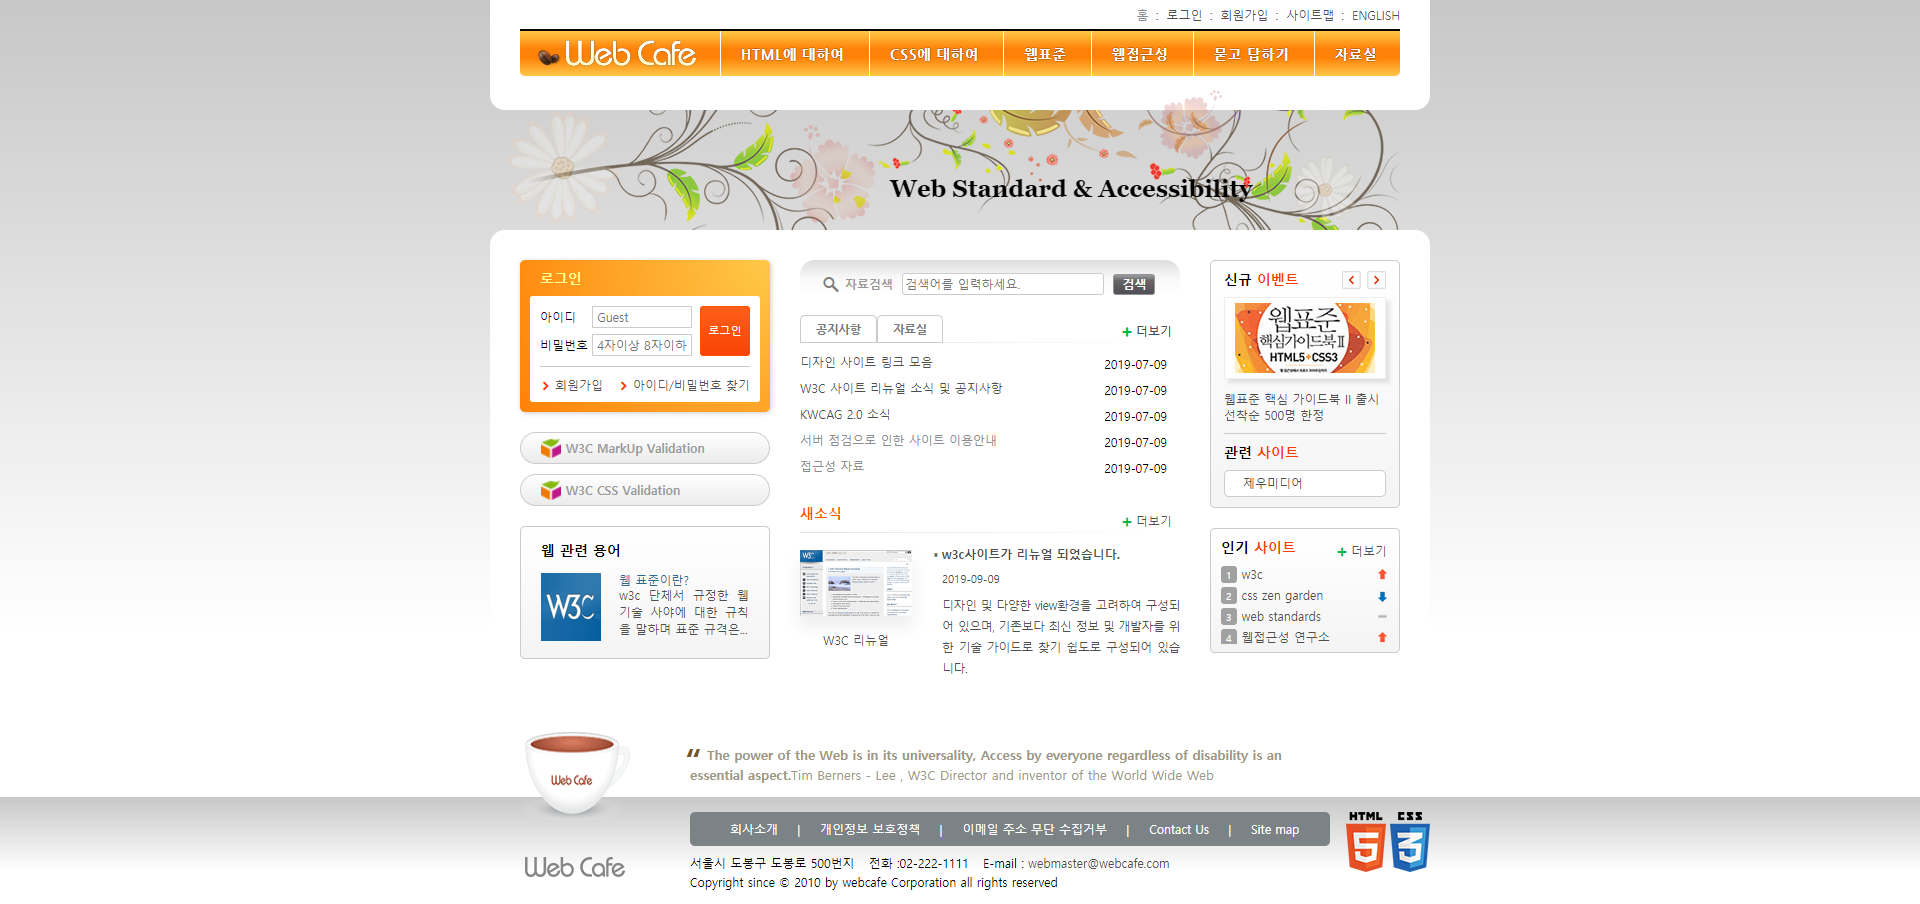 홈 : 로그인 : 회원가입 : 사이트맵 : ENGLISH
Web Cafe HTML에 대하여 CSS에 대하여 웹표준 웹접근성 묻고 답하기 자료실
Web Standard & Accessibility
로그인
아이디 Guest
비밀번호 4자이상 8자이하
로그인
회원가입 아이디/비밀번호 찾기
W3C MarkUp Validation
W3C CSS Validation
웹 관련 용어
W3C
웹 표준이란?
w3c 단체서 규정한 웹
기술 사야에 대한 규칙
을 말하며 표준 규격은...
자료검색 검색어를 입력하세요. 검색
공지사항 자료실 + 더보기
디자인 사이트 링크 모음 2019-07-09
W3C 사이트 리뉴얼 소식 및 공지사항 2019-07-09
KWCAG 2.0 소식 2019-07-09
서버 점검으로 인한 사이트 이용안내 2019-07-09
접근성 자료 2019-07-09
새소식 + 더보기
W3C
W3C 리뉴얼
w3c사이트가 리뉴얼 되었습니다.
2019-09-09
디자인 및 다양한 view환경을 고려하여 구성되
어 있으며, 기존보다 최신 정보 및 개발자를 위
한 기술 가이드로 찾기 쉽도로 구성되어 있습
니다.
신규 이벤트
웹표준
핵심가이드북 II
HTML5+CSS3
웹표준 핵심 가이드북 II 출시
선착순 500명 한정
관련 사이트
제우미디어
인기 사이트 + 더보기
1 w3c
2 css zen garden
3 web standards
4 웹접근성 연구소
Web Cafe
“ The power of the Web is in its universality, Access by everyone regardless of disability is an
essential aspect.Tim Berners - Lee , W3C Director and inventor of the World Wide Web
회사소개 | 개인정보 보호정책 | 이메일 주소 무단 수집거부 | Contact Us | Site map
HTML 5 CSS 3
Web Cafe
서울시 도봉구 도봉로 500번지 전화 :02-222-1111 E-mail : webmaster@webcafe.com
Copyright since © 2010 by webcafe Corporation all rights reserved